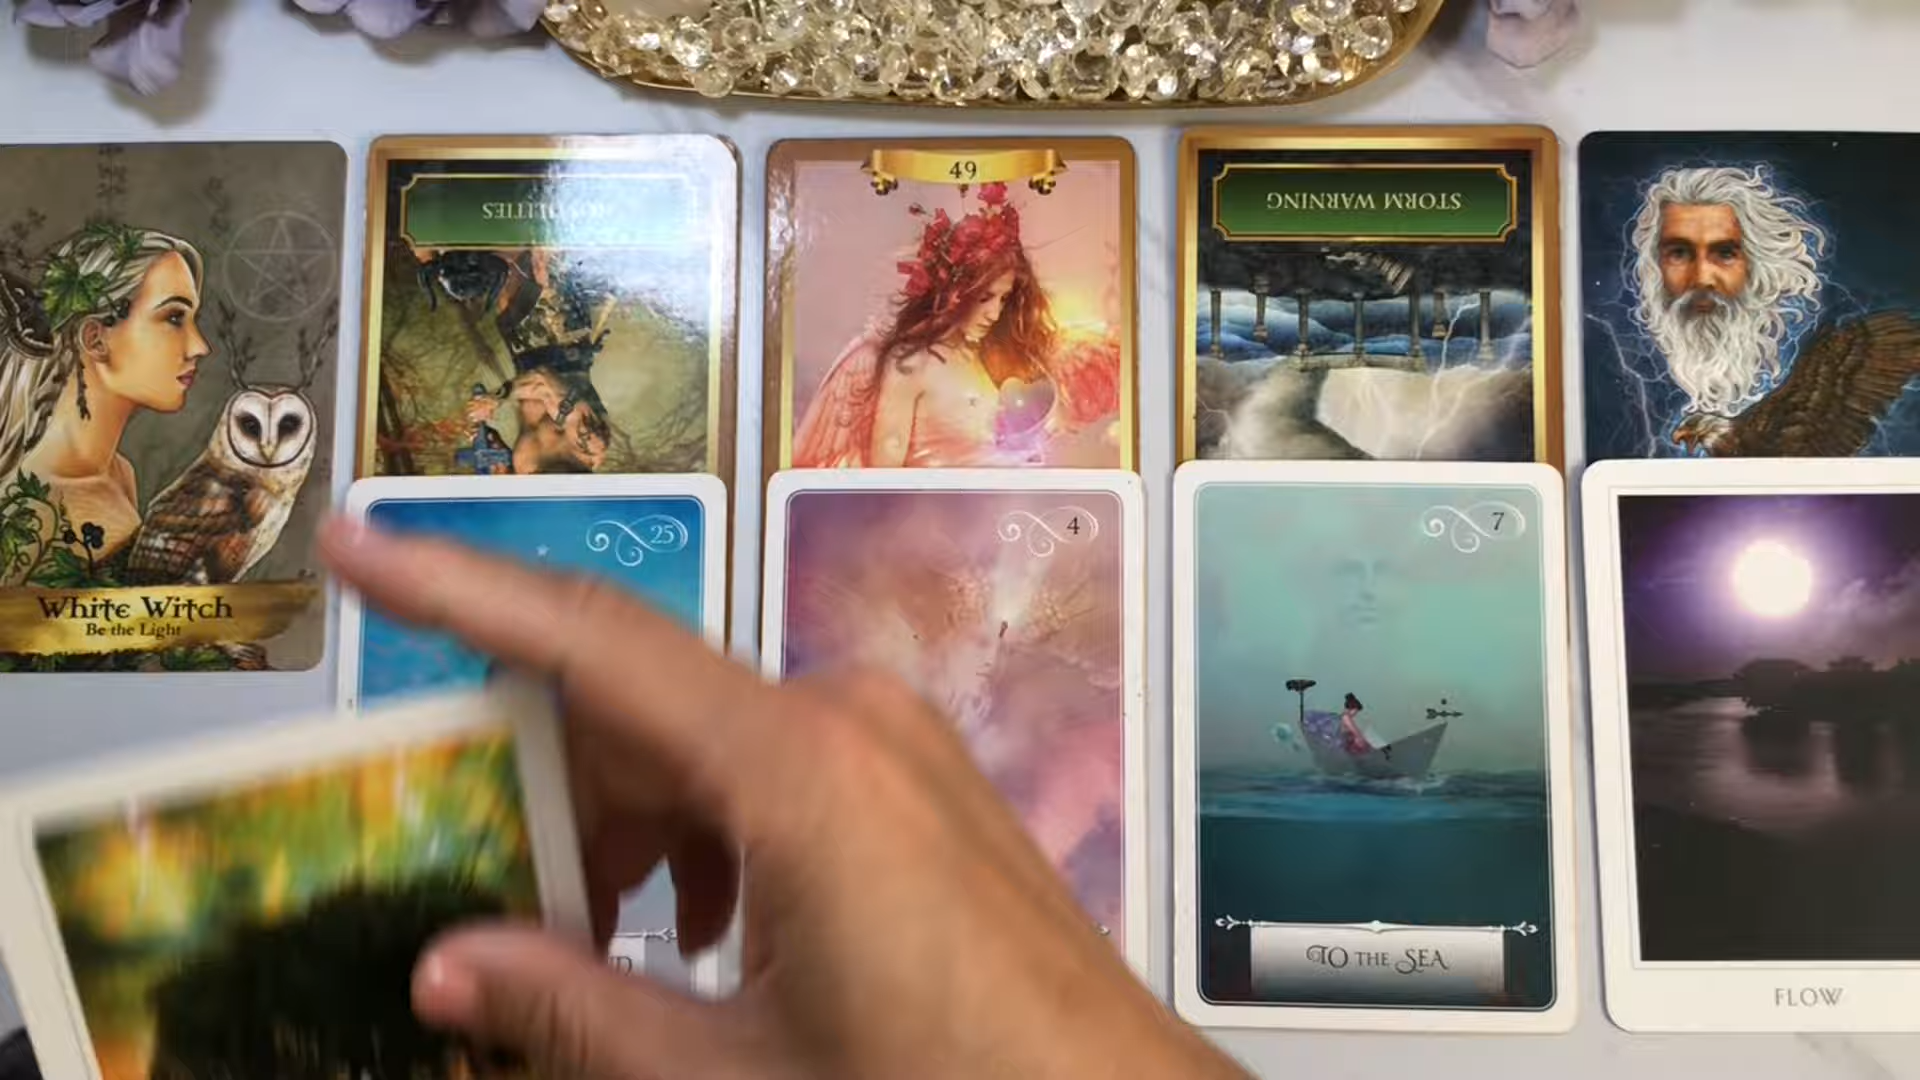 49
STORM WARNING
White Witch
Be the Light
25
4
7
TO THE SEA
FLOW